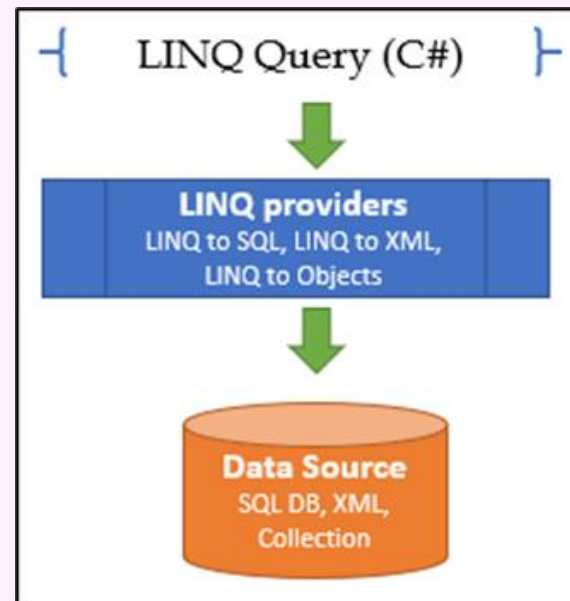 LINQ Query (C#)
LINQ providers
LINQ to SQL, LINQ to XML,
LINQ to Objects
Data Source
SQL DB, XML,
Collection